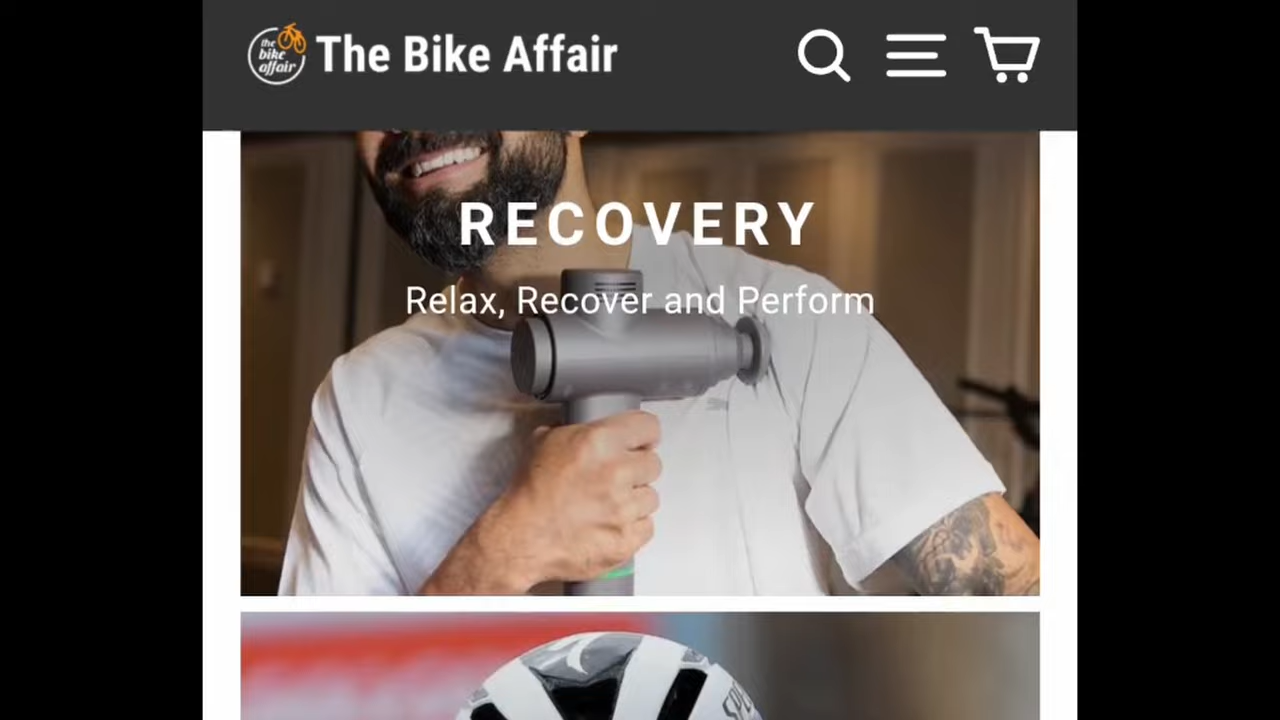 the
bike
affair
The Bike Affair
RECOVERY
Relax, Recover and Perform